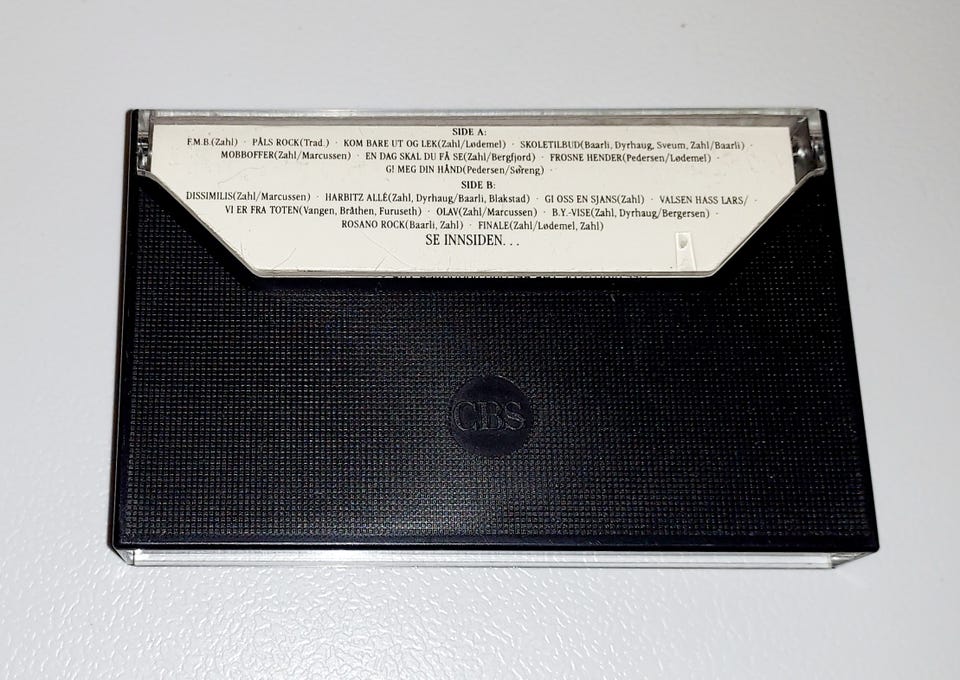 SIDE A:
F.M.B.(Zahl) · PÅLS ROCK(Trad.) · KOM BARE UT OG LEK(Zahl/Lødemel) · SKOLETILBUD(Baarli, Dyrhaug, Sveum, Zahl/Baarli) ·
MOBBOFFER(Zahl/Marcussen) · EN DAG SKAL DU FÅ SE(Zahl/Bergfjord) · FROSNE HENDER(Pedersen/Lødemel) ·
G! MEG DIN HÅND(Pedersen/Søreng) ·
SIDE B:
DISSIMILIS(Zahl/Marcussen) · HARBITZ ALLÉ(Zahl, Dyrhaug/Baarli, Blakstad) · GI OSS EN SJANS(Zahl) · VALSEN HASS LARS/ ·
VI ER FRA TOTEN(Vangen, Bråthen, Furuseth) · OLAV(Zahl/Marcussen) · B.Y.-VISE(Zahl, Dyrhaug/Bergersen) ·
ROSANO ROCK(Baarli, Zahl) · FINALE(Zahl/Lødemel, Zahl)
SE INNSIDEN. . .
CBS